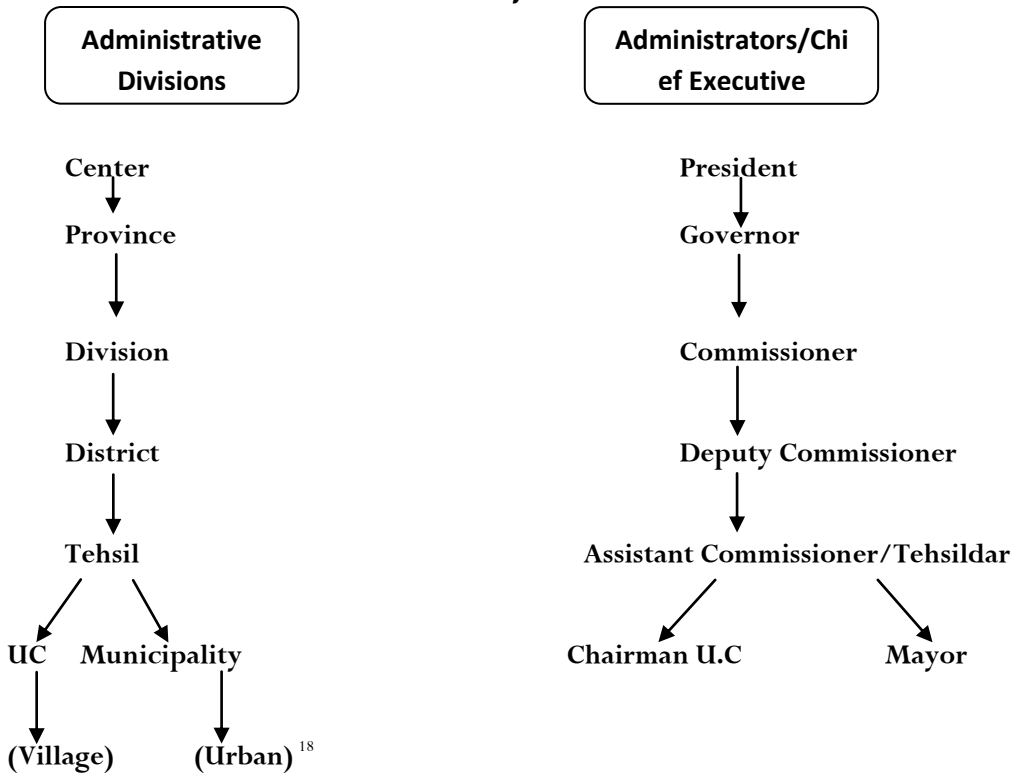 Administrative
Divisions
Administrators/Chi
ef Executive
Center
President
Province
Governor
Division
Commissioner
District
Deputy Commissioner
Tehsil
Assistant Commissioner/Tehsildar
UC Municipality
Chairman U.C
Mayor
(Village)
(Urban) 18